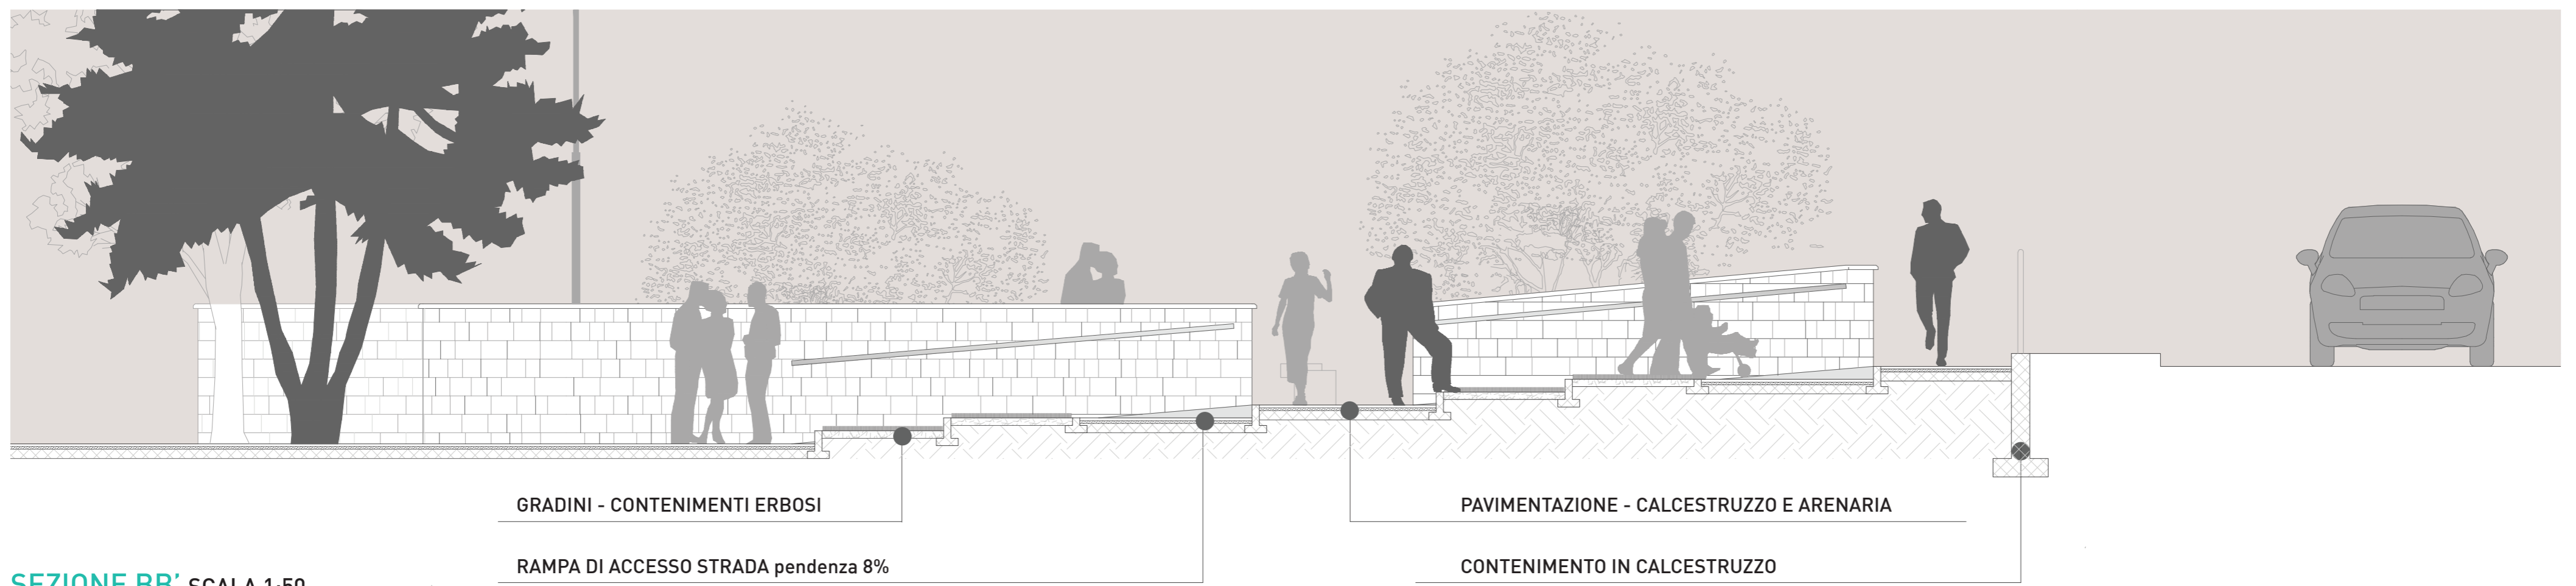 GRADINI - CONTENIMENTI ERBOSI
PAVIMENTAZIONE - CALCESTRUZZO E ARENARIA
RAMPA DI ACCESSO STRADA pendenza 8%
CONTENIMENTO IN CALCESTRUZZO
SEZIONE BB’ SCALA 1:50